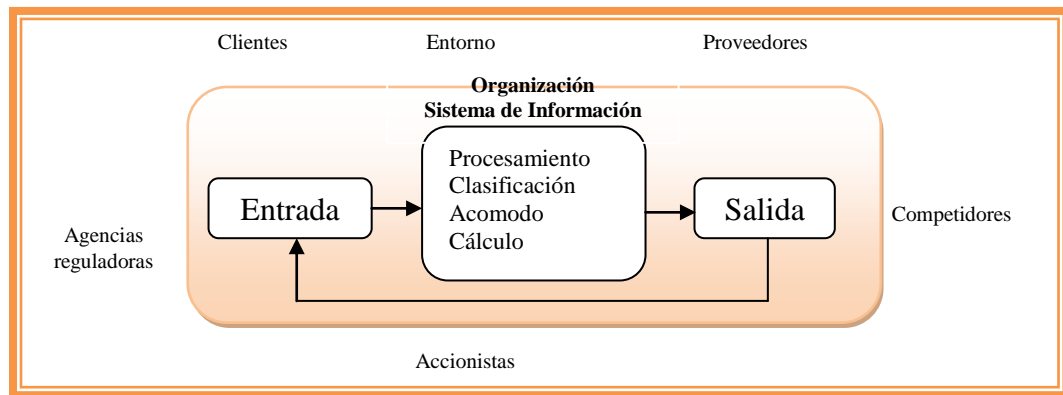 Clientes Entorno Proveedores
Organización
Sistema de Información
Procesamiento
Clasificación
Acomodo
Cálculo
Entrada
Salida
Agencias
reguladoras
Competidores
Accionistas